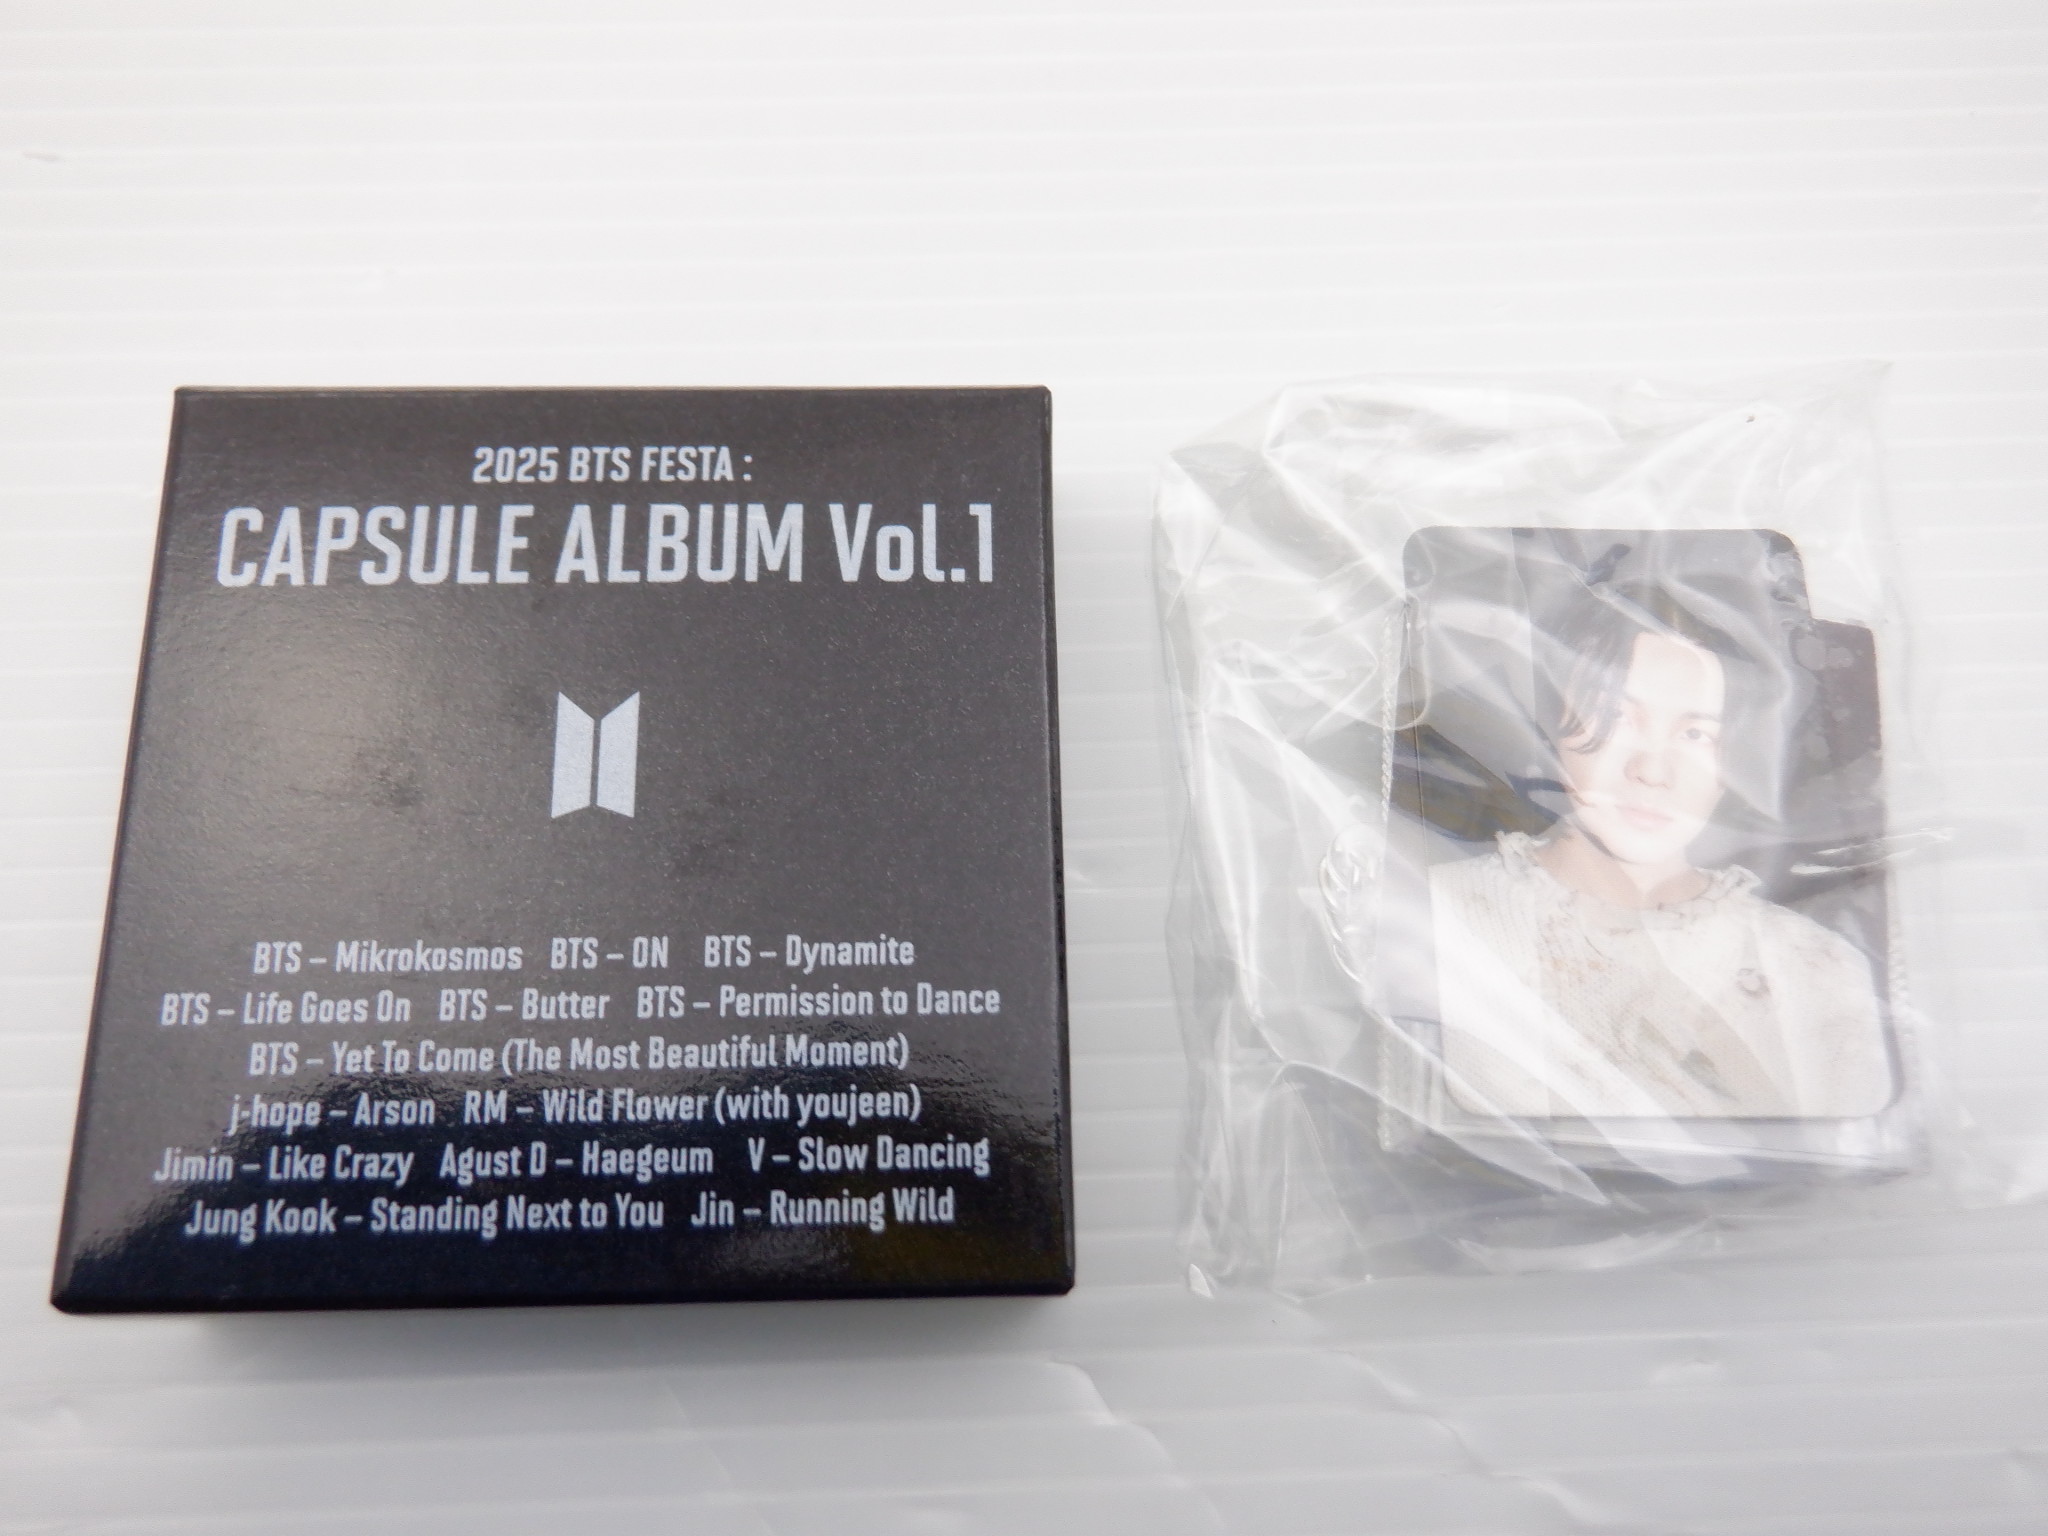 2025 BTS FESTA :
CAPSULE ALBUM Vol.1
BTS – Mikrokosmos BTS – ON BTS – Dynamite
BTS – Life Goes On BTS – Butter BTS – Permission to Dance
BTS – Yet To Come (The Most Beautiful Moment)
j-hope – Arson RM – Wild Flower (with youjeen)
Jimin – Like Crazy Agust D – Haegeum V – Slow Dancing
Jung Kook – Standing Next to You Jin – Running Wild